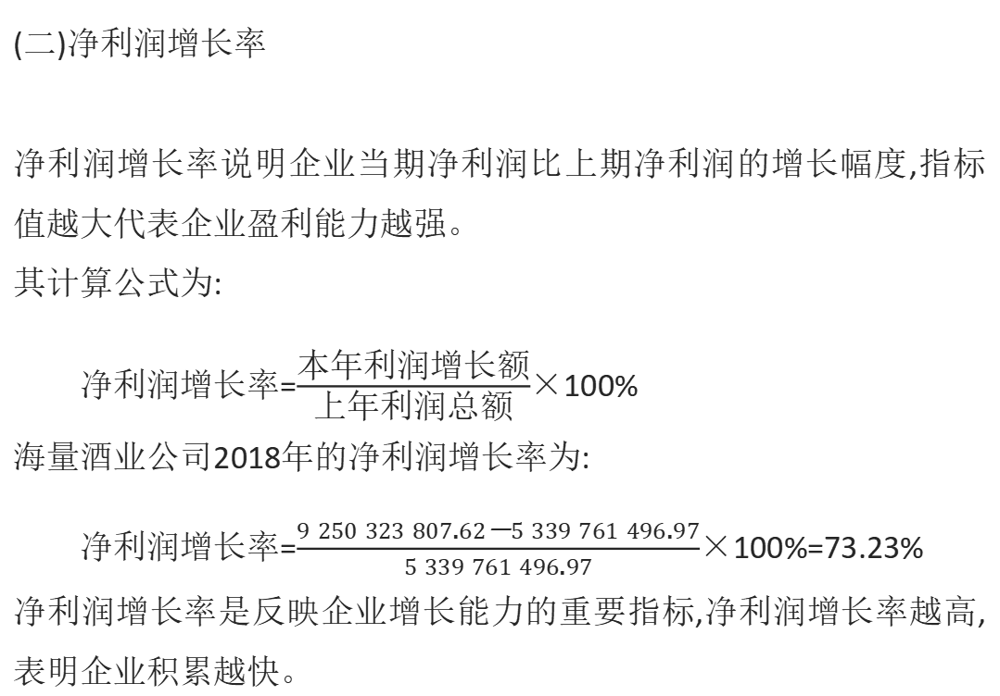 (二)净利润增长率
净利润增长率说明企业当期净利润比上期净利润的增长幅度,指标
值越大代表企业盈利能力越强。
其计算公式为:
净利润增长率=本年利润增长额/上年利润总额×100%
海量酒业公司2018年的净利润增长率为:
净利润增长率=9 250 323 807.62—5 339 761 496.97/5 339 761 496.97×100%=73.23%
净利润增长率是反映企业增长能力的重要指标,净利润增长率越高,
表明企业积累越快。